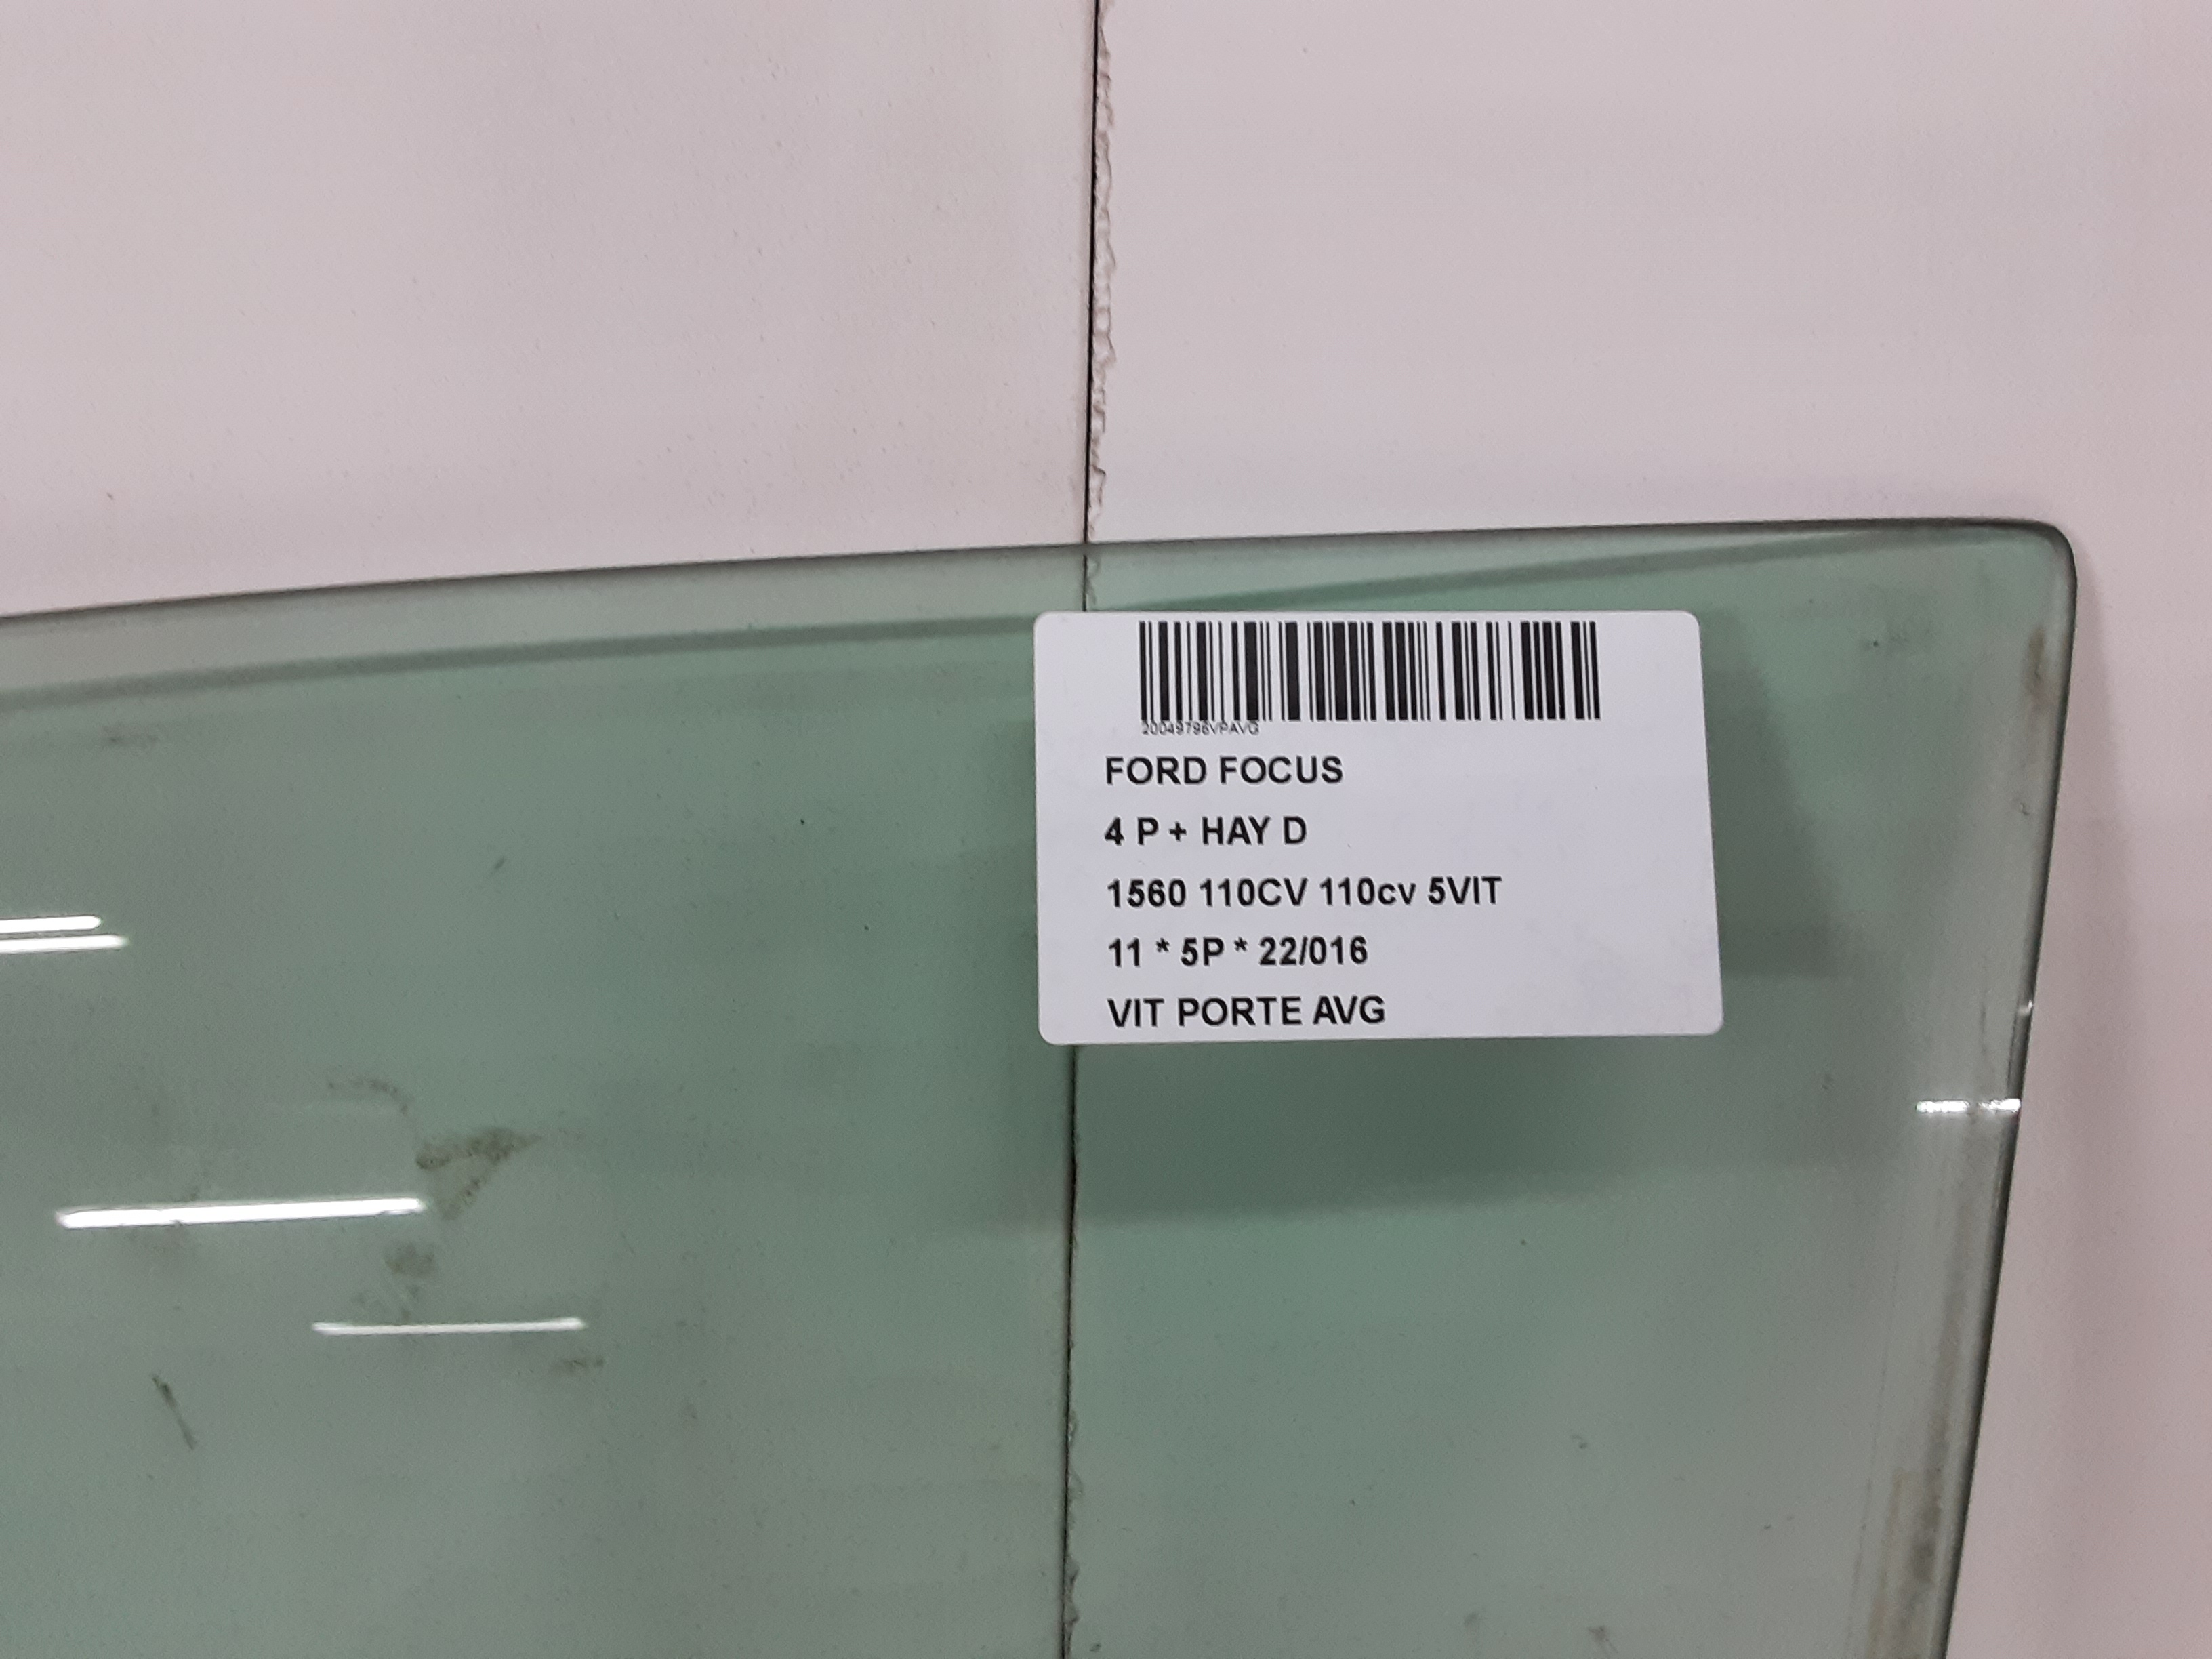 20049796VPAVG
FORD FOCUS
4 P + HAY D
1560 110CV 110cv 5VIT
11 * 5P * 22/016
VIT PORTE AVG